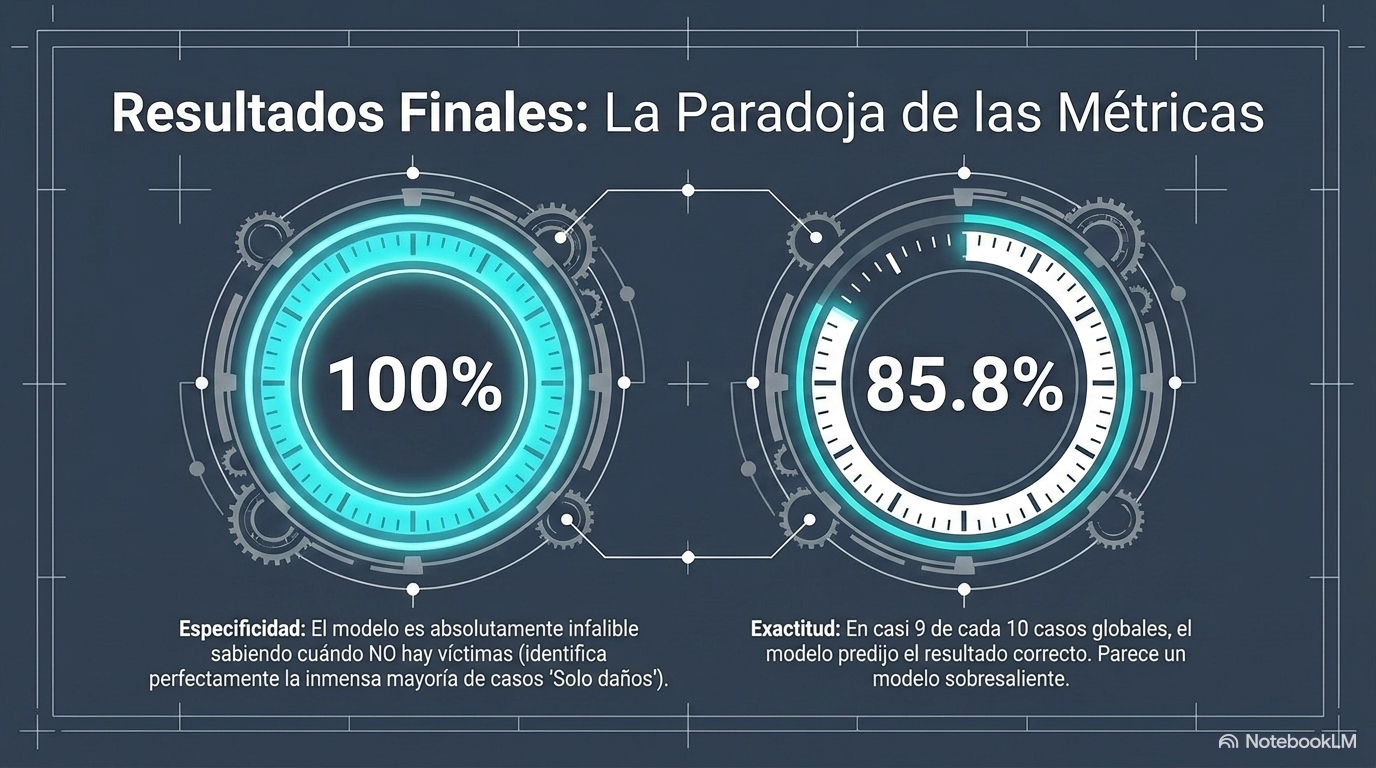 Resultados Finales: La Paradoja de las Métricas
100%
85.8%
Especificidad: El modelo es absolutamente infalible
sabiendo cuándo NO hay víctimas (identifica
perfectamente la inmensa mayoría de casos 'Solo daños').
Exactitud: En casi 9 de cada 10 casos globales, el
modelo predijo el resultado correcto. Parece un
modelo sobresaliente.
NotebookLM